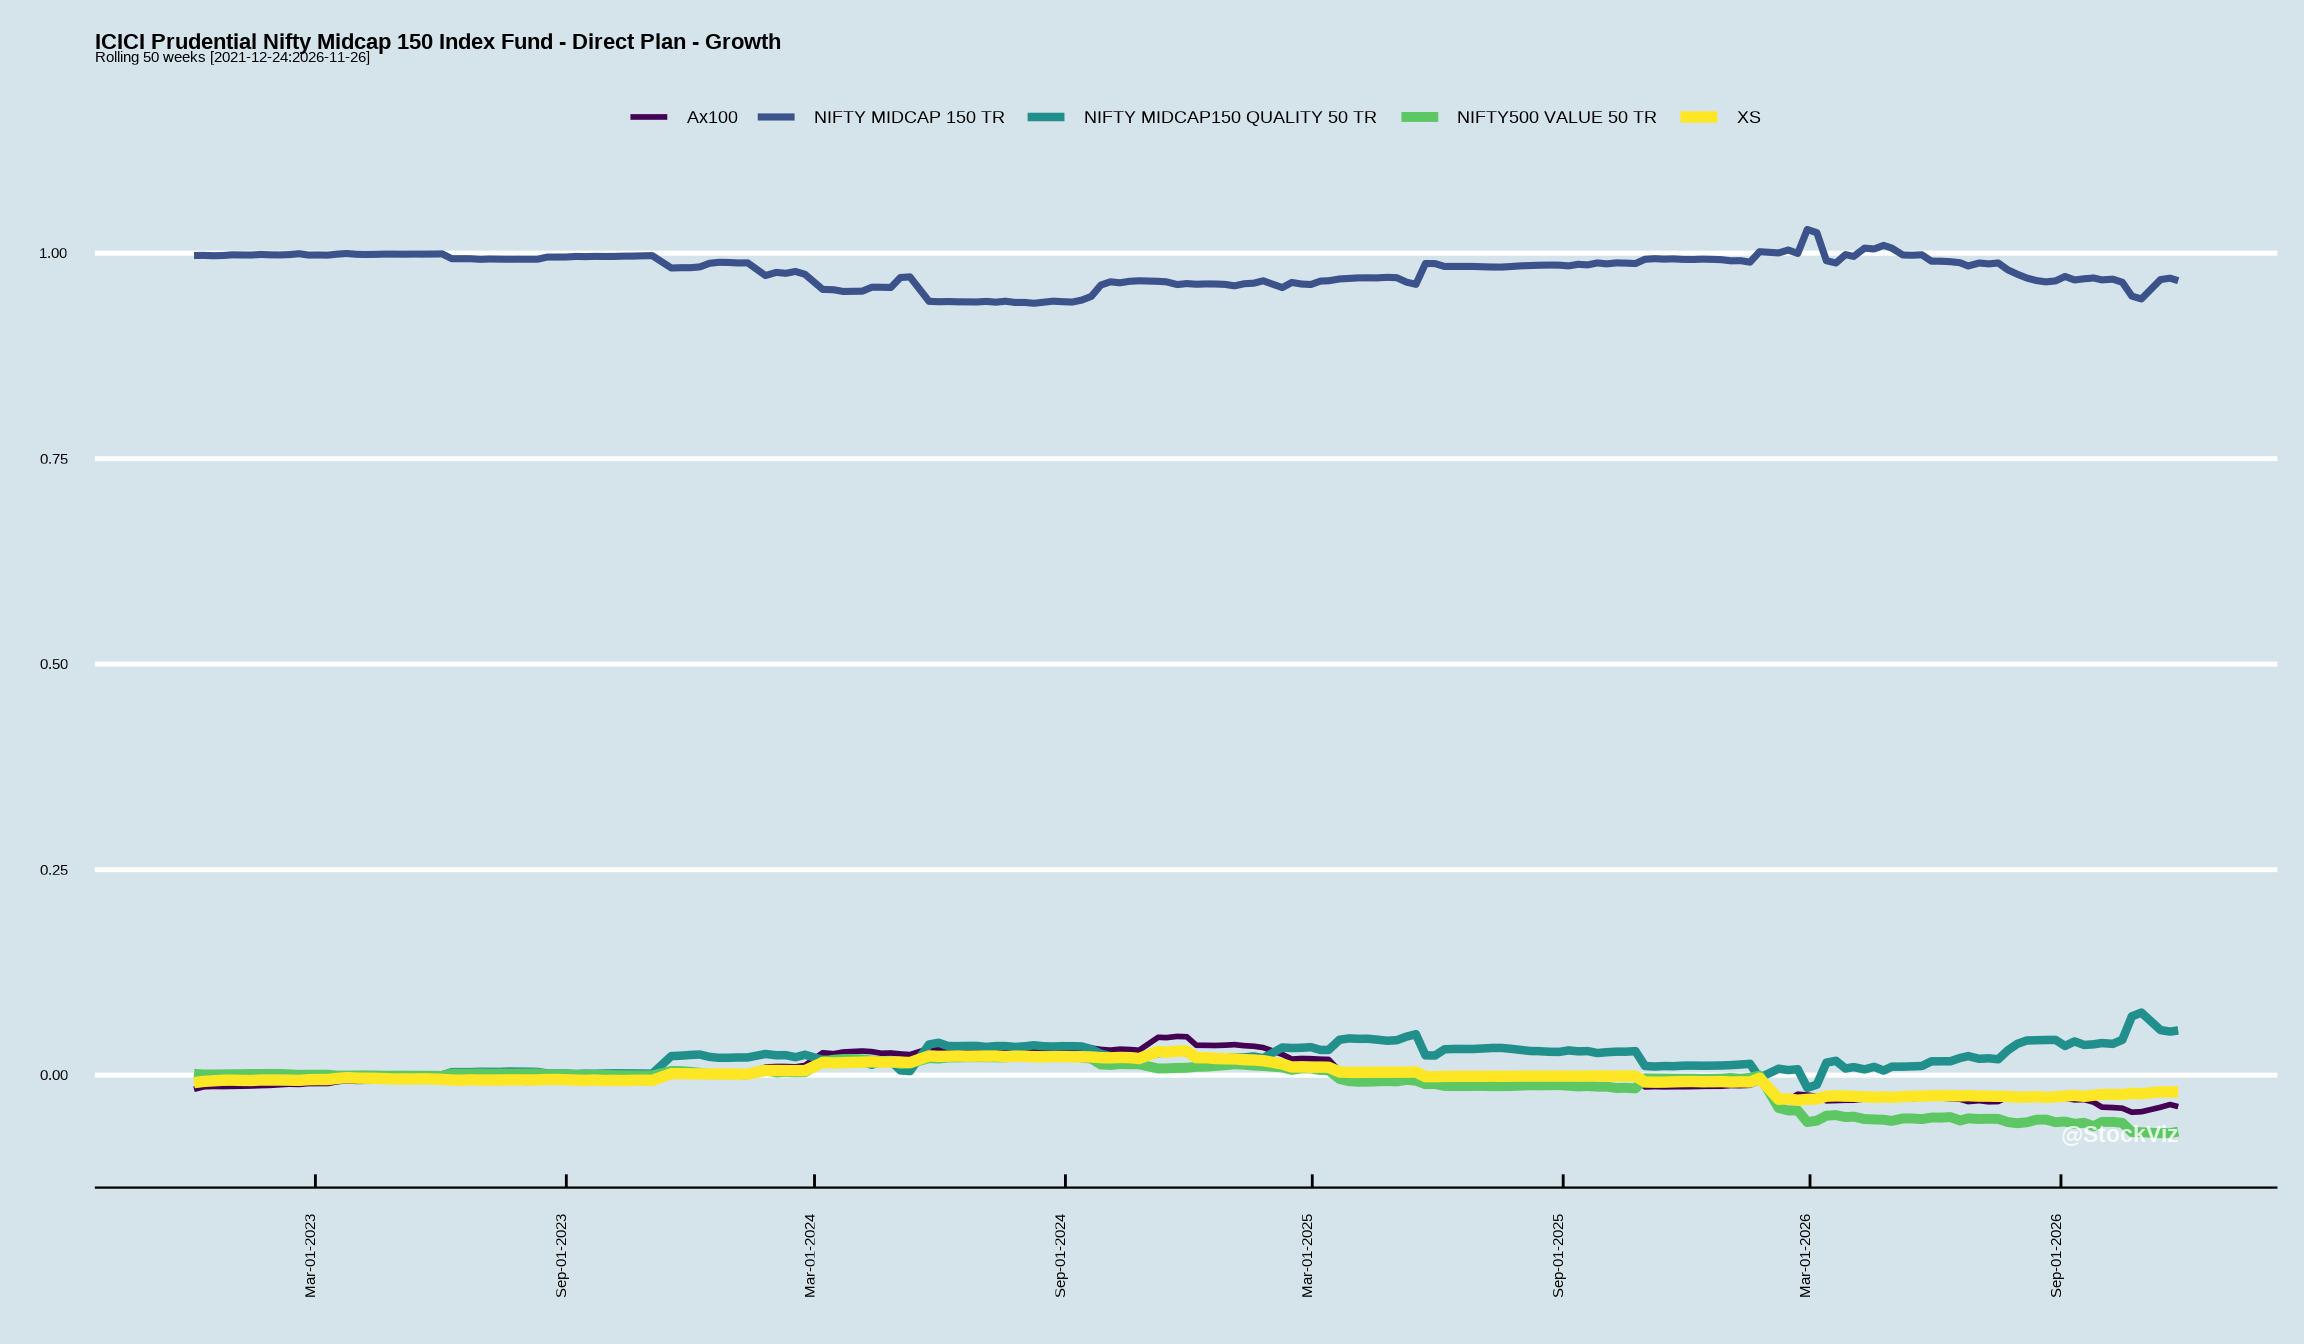 ICICI Prudential Nifty Midcap 150 Index Fund - Direct Plan - Growth
Rolling 50 weeks [2021-12-24:2026-11-26]
Ax100 NIFTY MIDCAP 150 TR NIFTY MIDCAP150 QUALITY 50 TR NIFTY500 VALUE 50 TR XS
1.00
0.75
0.50
0.25
0.00
@StockViz
Mar-01-2023
Sep-01-2023
Mar-01-2024
Sep-01-2024
Mar-01-2025
Sep-01-2025
Mar-01-2026
Sep-01-2026